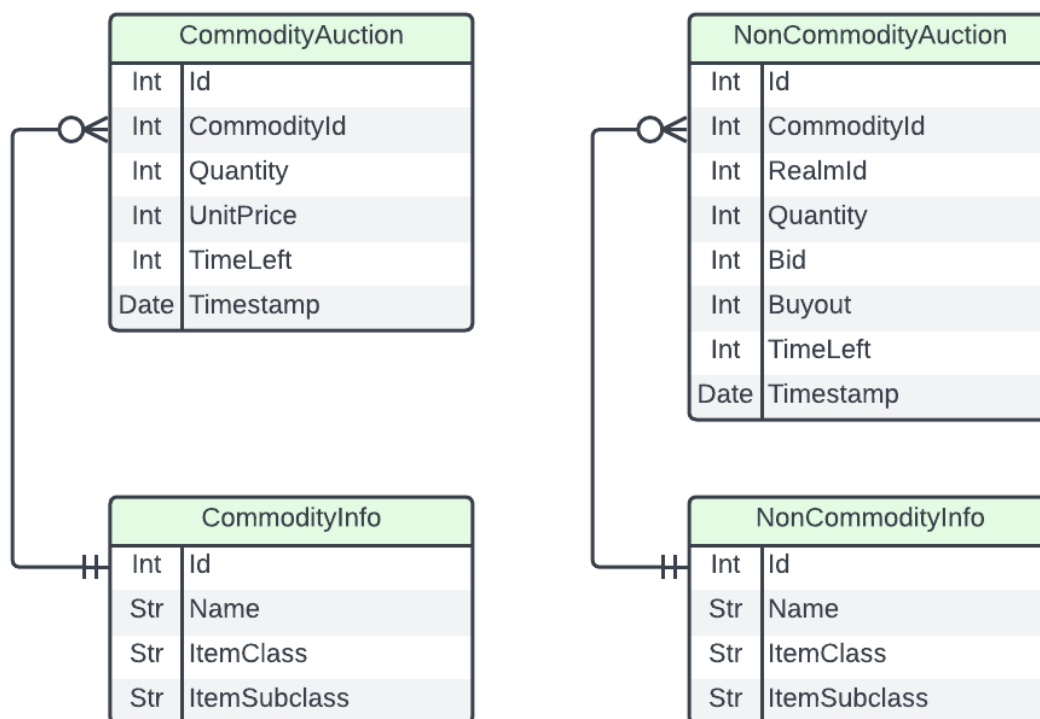 CommodityAuction
Int Id
Int CommodityId
Int Quantity
Int UnitPrice
Int TimeLeft
Date Timestamp
NonCommodityAuction
Int Id
Int CommodityId
Int RealmId
Int Quantity
Int Bid
Int Buyout
Int TimeLeft
Date Timestamp
CommodityInfo
Int Id
Str Name
Str ItemClass
Str ItemSubclass
NonCommodityInfo
Int Id
Str Name
Str ItemClass
Str ItemSubclass